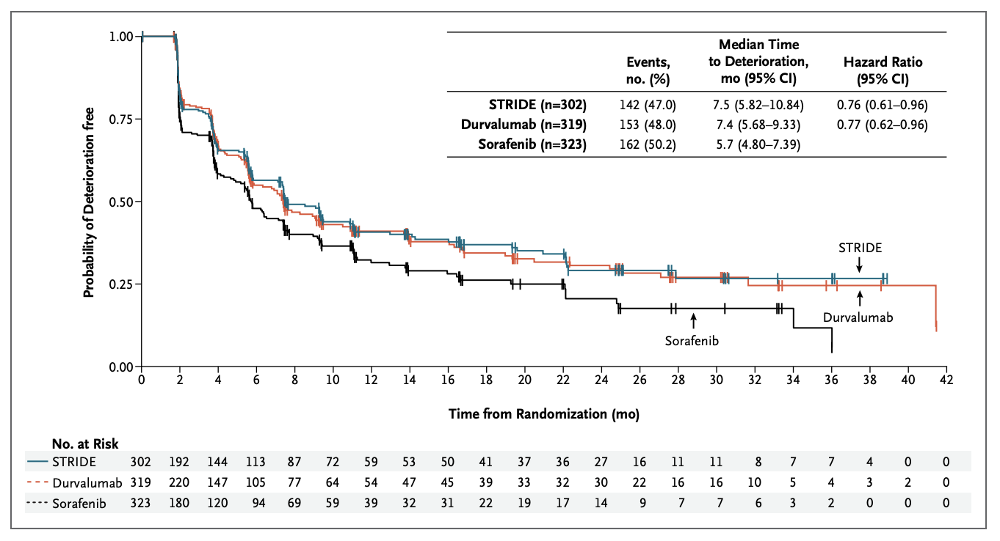 Median Time
Events, to Deterioration, Hazard Ratio
no. (%) mo (95% CI) (95% CI)
STRIDE (n=302) 142 (47.0) 7.5 (5.82–10.84) 0.76 (0.61–0.96)
Durvalumab (n=319) 153 (48.0) 7.4 (5.68–9.33) 0.77 (0.62–0.96)
Sorafenib (n=323) 162 (50.2) 5.7 (4.80–7.39)
Probability of Deterioration free
1.00
0.75
0.50
0.25
0.00
STRIDE
Durvalumab
Sorafenib
0 2 4 6 8 10 12 14 16 18 20 22 24 26 28 30 32 34 36 38 40 42
Time from Randomization (mo)
No. at Risk
STRIDE 302 192 144 113 87 72 59 53 50 41 37 36 27 16 11 11 8 7 7 4 0 0
Durvalumab 319 220 147 105 77 64 54 47 45 39 33 32 30 22 16 16 10 5 4 3 2 0
Sorafenib 323 180 120 94 69 59 39 32 31 22 19 17 14 9 7 7 6 3 2 0 0 0